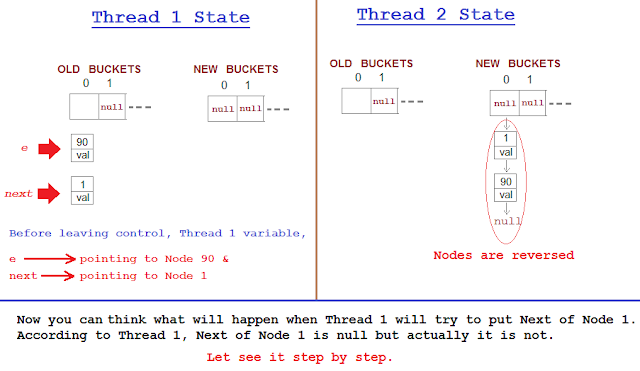 Thread 1 State
OLD BUCKETS
0 1
null
NEW BUCKETS
0 1
null null
e
90
val
next
1
val
Before leaving control, Thread 1 variable,
e pointing to Node 90 &
next pointing to Node 1
Thread 2 State
OLD BUCKETS
0 1
null
NEW BUCKETS
0 1
null null
1
val
90
val
null
Nodes are reversed
Now you can think what will happen when Thread 1 will try to put Next of Node 1.
According to Thread 1, Next of Node 1 is null but actually it is not.
Let see it step by step.